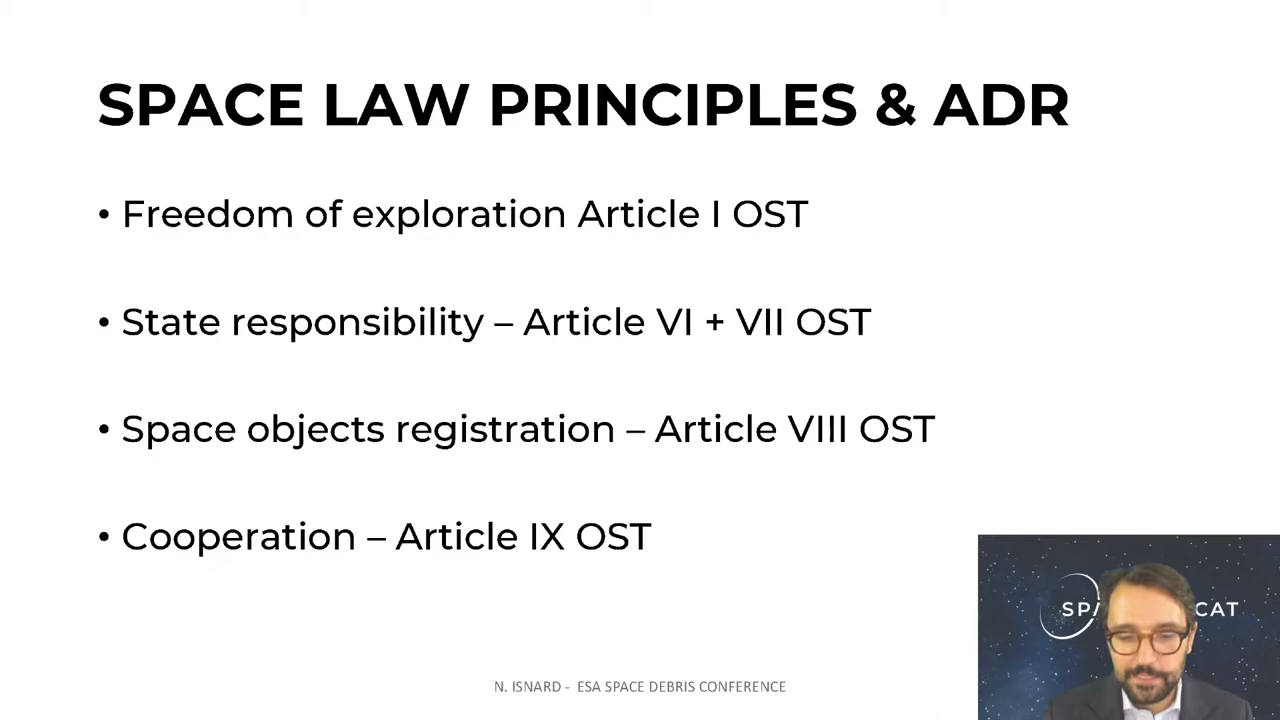 SPACE LAW PRINCIPLES & ADR
• Freedom of exploration Article I OST
• State responsibility – Article VI + VII OST
• Space objects registration – Article VIII OST
• Cooperation – Article IX OST
CAT
N. ISNARD - ESA SPACE DEBRIS CONFERENCE